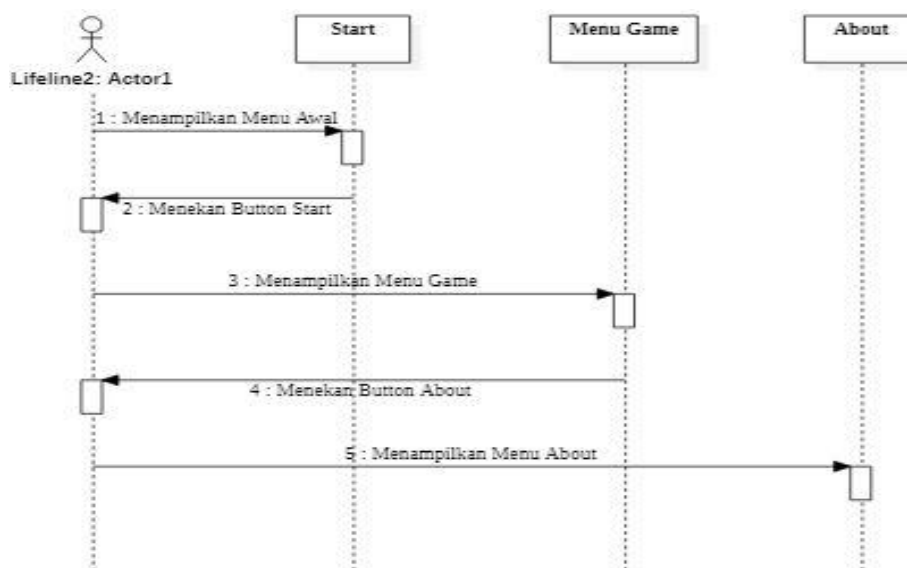 Start
Menu Game
About
Lifeline2: Actor1
1 : Menampilkan Menu Awal
2 : Menekan Button Start
3 : Menampilkan Menu Game
4 : Menekan Button About
5 : Menampilkan Menu About